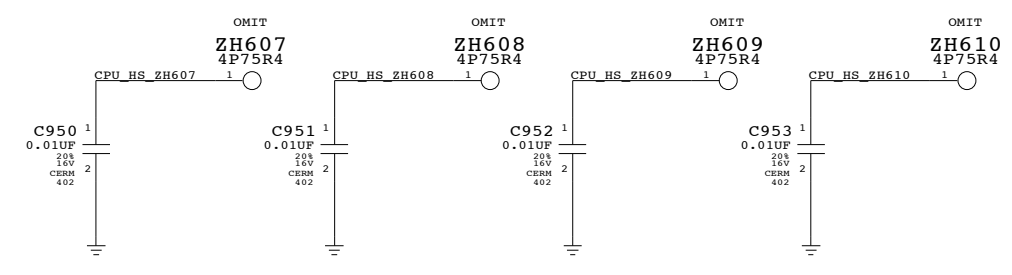 OMIT
ZH607
4P75R4
CPU_HS_ZH607 1
C950 1
0.01UF
20%
16V
CERM
402
2
OMIT
ZH608
4P75R4
CPU_HS_ZH608 1
C951 1
0.01UF
20%
16V
CERM
402
2
OMIT
ZH609
4P75R4
CPU_HS_ZH609 1
C952 1
0.01UF
20%
16V
CERM
402
2
OMIT
ZH610
4P75R4
CPU_HS_ZH610 1
C953 1
0.01UF
20%
16V
CERM
402
2